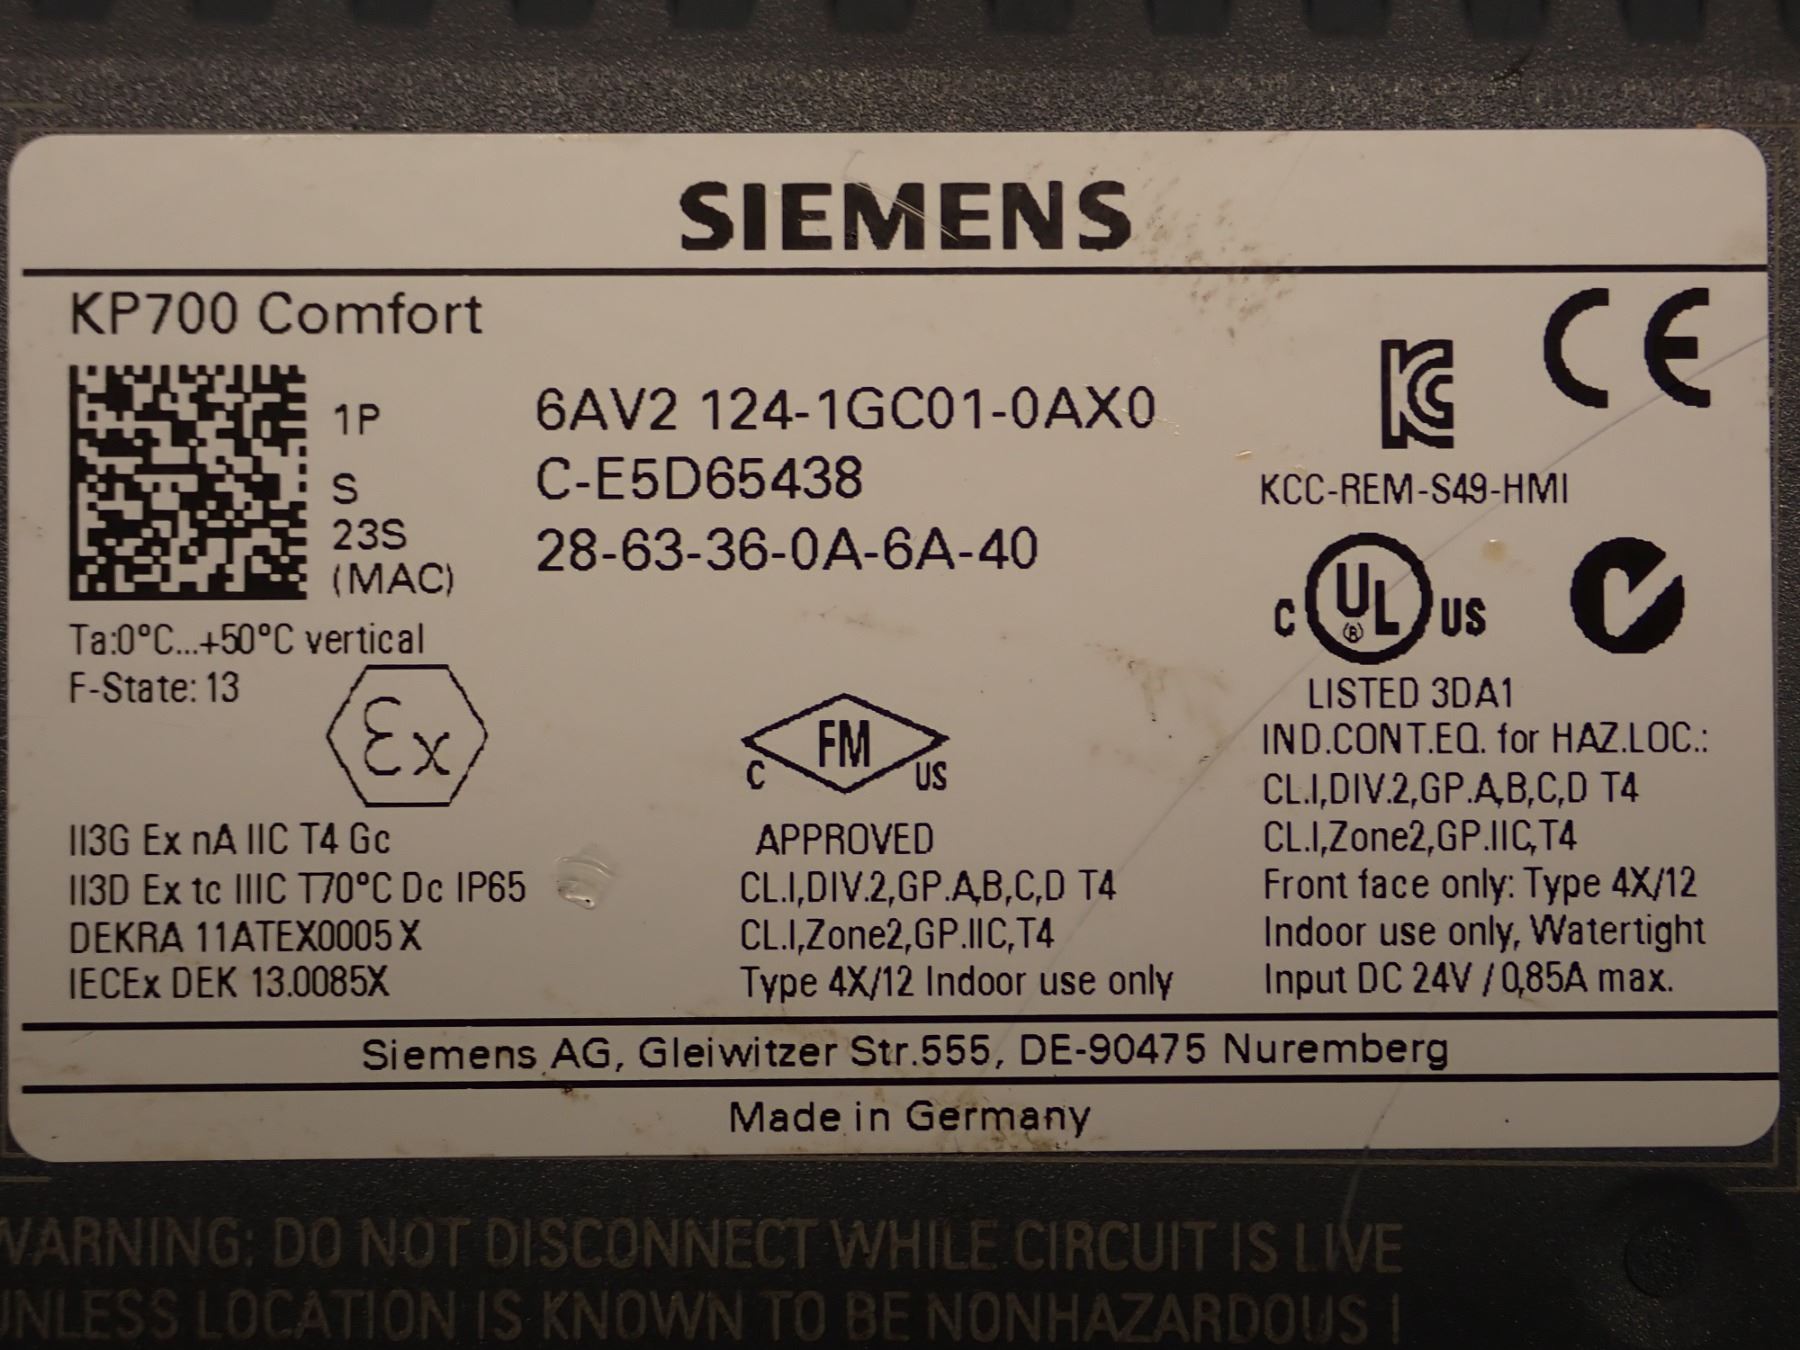 SIEMENS
KP700 Comfort
1P 6AV2 124-1GC01-0AX0
S C-E5D65438
23S 28-63-36-0A-6A-40
(MAC)
KCC-REM-S49-HMI
CE
Ta:0°C...+50°C vertical
F-State: 13
Ex
II3G Ex nA IIC T4 Gc
II3D Ex tc IIIC T70°C Dc IP65
DEKRA 11ATEX0005 X
IECEx DEK 13.0085X
C FM US
APPROVED
CL.I,DIV.2,GP.A,B,C,D T4
CL.I,Zone2,GP.IIC,T4
Type 4X/12 Indoor use only
C UL US
(R)
LISTED 3DA1
IND.CONT.EQ. for HAZ.LOC.:
CL.I,DIV.2,GP.A,B,C,D T4
CL.I,Zone2,GP.IIC,T4
Front face only: Type 4X/12
Indoor use only, Watertight
Input DC 24V / 0,85A max.
Siemens AG, Gleiwitzer Str.555, DE-90475 Nuremberg
Made in Germany
WARNING: DO NOT DISCONNECT WHILE CIRCUIT IS LIVE
UNLESS LOCATION IS KNOWN TO BE NONHAZARDOUS !